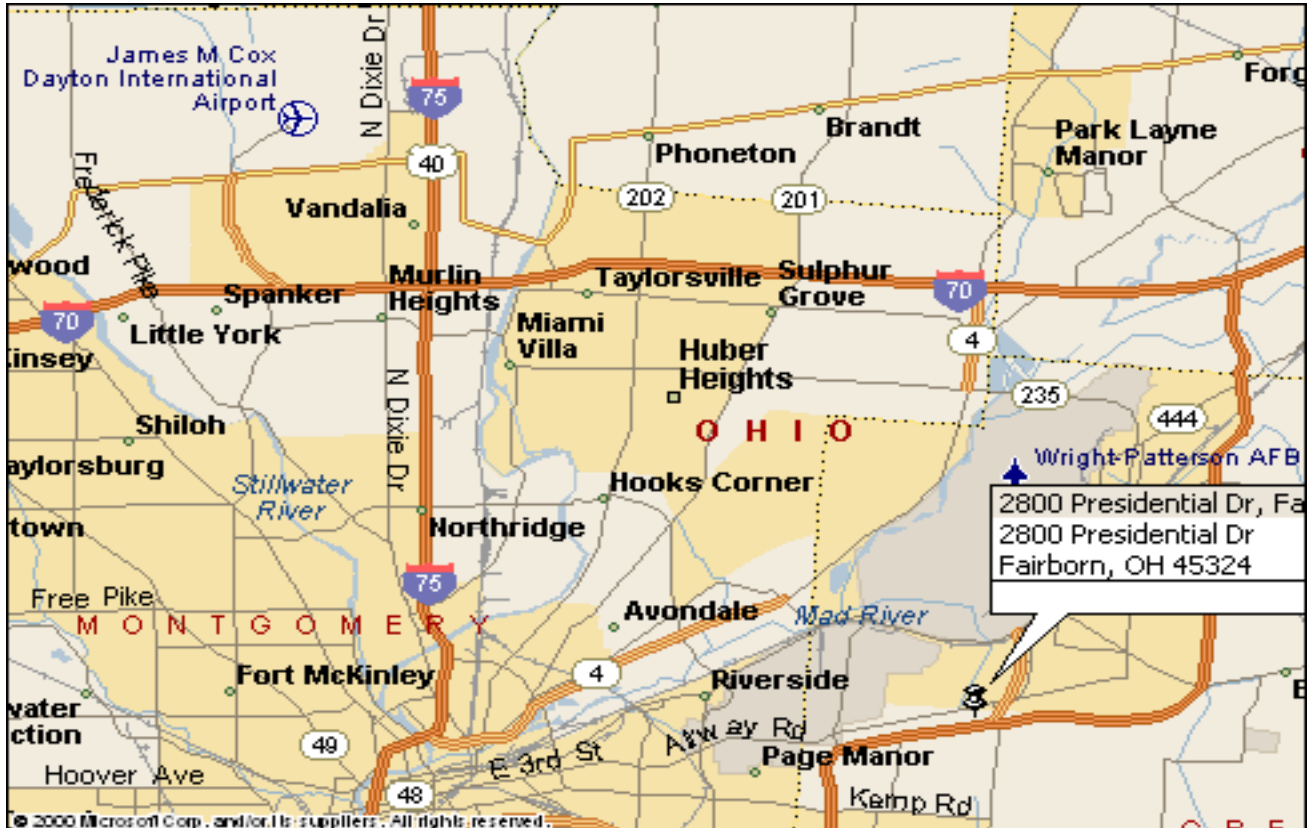 James M Cox
Dayton International
Airport
N Dixie Dr
75
40
Forg
Brandt
Phoneton
Park Layne
Manor
Frederick Pike
202
201
Vandalia
wood
Spanker
Murlin
Heights
Taylorsville
Sulphur
Grove
70
70
Little York
Kinsey
Miami
Villa
4
Huber
Heights
N Dixie Dr
235
444
Shiloh
OHIO
aylorsburg
Wright-Patterson AFB
Stillwater
River
Hooks Corner
2800 Presidential Dr, Fa
2800 Presidential Dr
Fairborn, OH 45324
town
Northridge
75
Free Pike
MONTGOMERY
Avondale
Mad River
Fort McKinley
4
Riverside
water
ction
49
Airway Rd
E 3rd St
Page Manor
Hoover Ave
48
Kemp Rd
© 2000 Microsoft Corp. and/or its suppliers. All rights reserved.